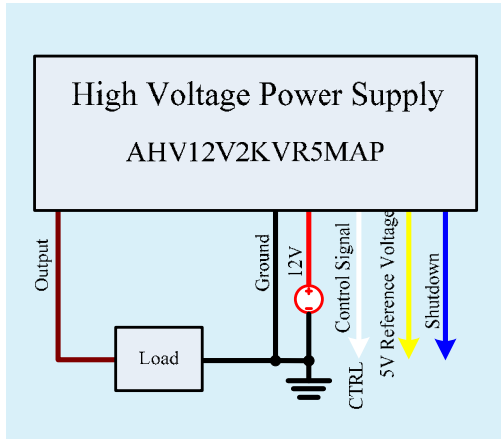 High Voltage Power Supply
AHV12V2KVR5MAP
Output
Ground
12V
Control Signal
5V Reference Voltage
Shutdown
Load
CTRL